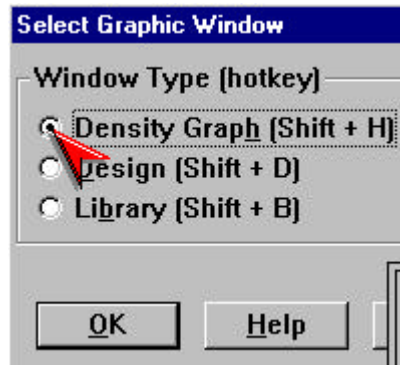 Select Graphic Window
Window Type (hotkey)
Density Graph (Shift + H)
Design (Shift + D)
Library (Shift + B)
OK Help